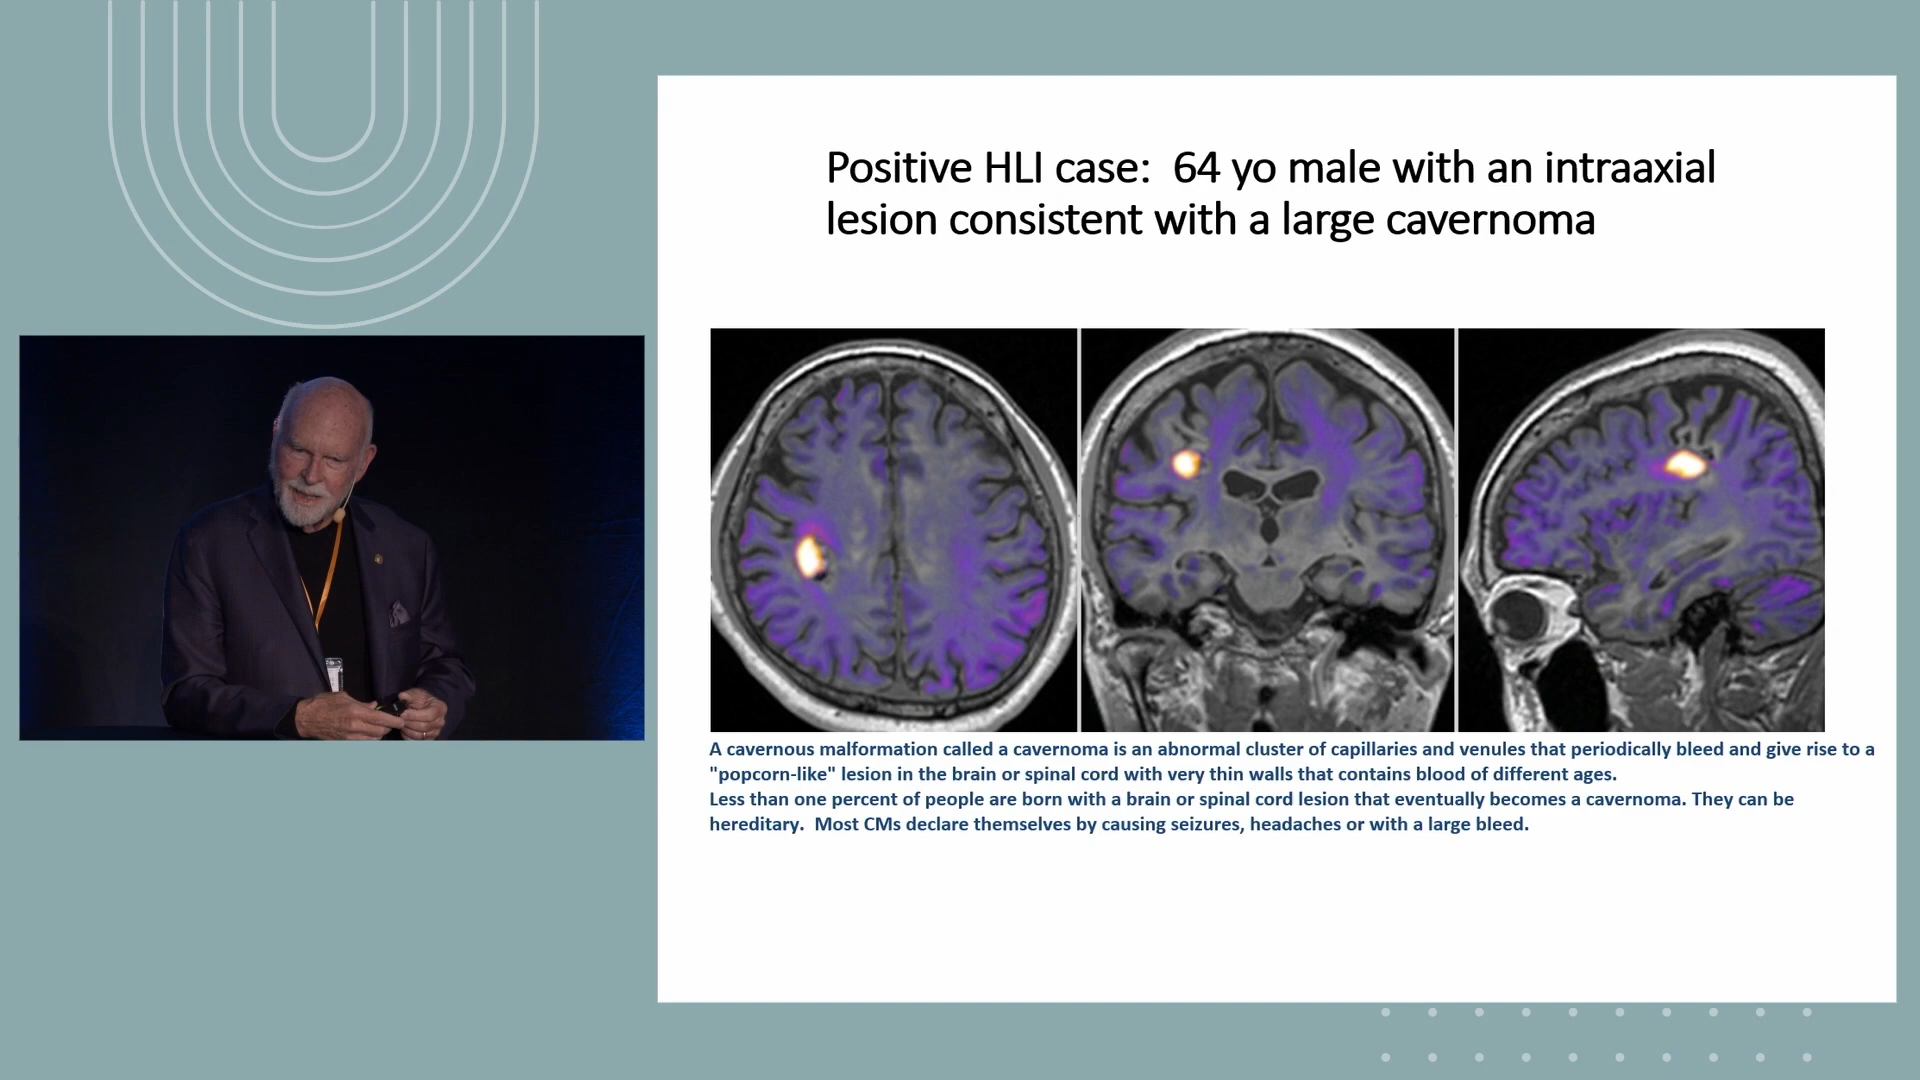 Positive HLI case:  64 yo male with an intraaxial
lesion consistent with a large cavernoma
A cavernous malformation called a cavernoma is an abnormal cluster of capillaries and venules that periodically bleed and give rise to a
"popcorn-like" lesion in the brain or spinal cord with very thin walls that contains blood of different ages.
Less than one percent of people are born with a brain or spinal cord lesion that eventually becomes a cavernoma. They can be
hereditary.  Most CMs declare themselves by causing seizures, headaches or with a large bleed.